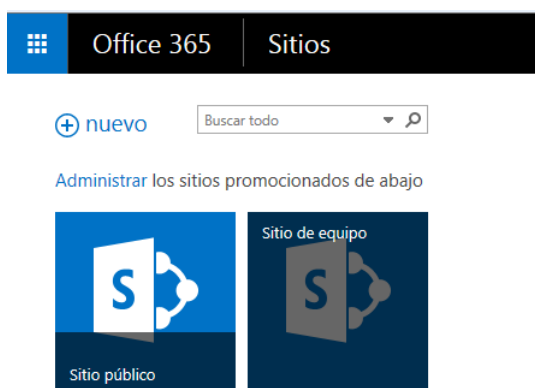 Office 365 Sitios
nuevo Buscar todo
Administrar los sitios promocionados de abajo
S Sitio de equipo S
Sitio público